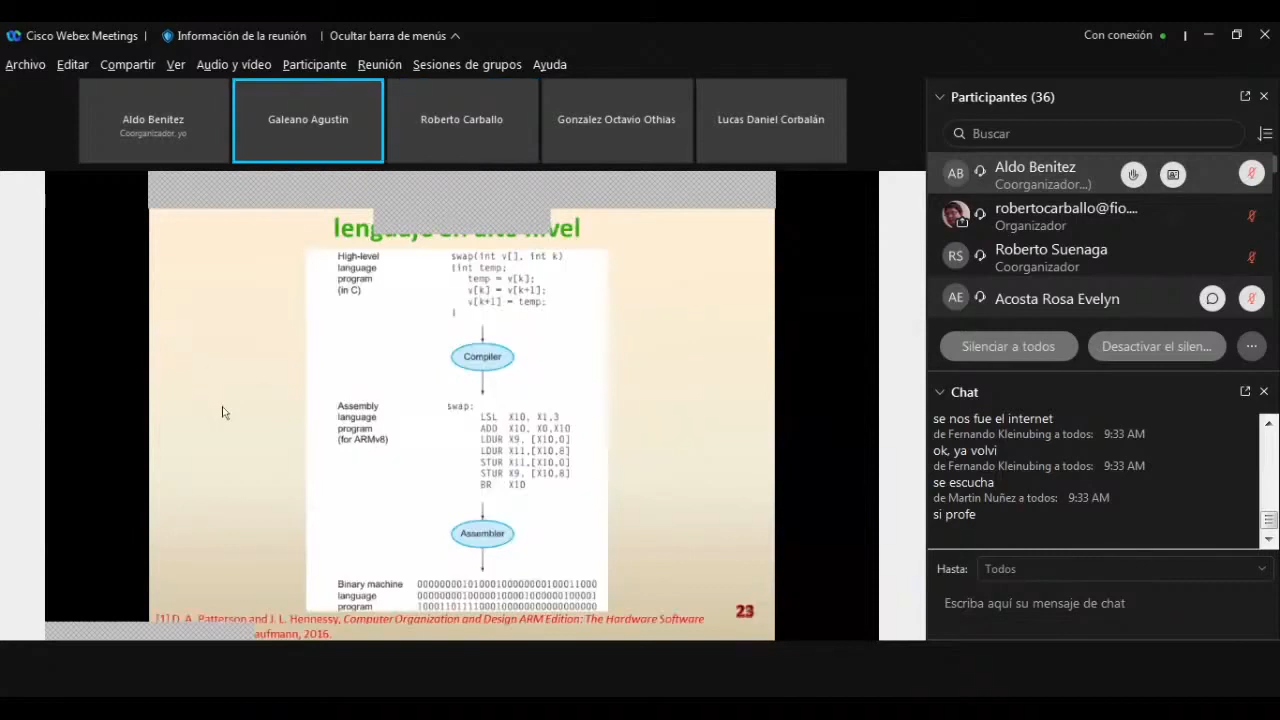 Cisco Webex Meetings | Información de la reunión | Ocultar barra de menús
Con conexión
Archivo Editar Compartir Ver Audio y vídeo Participante Reunión Sesiones de grupos Ayuda
Aldo Benítez
Coorganizador, yo
Galeano Agustin
Roberto Carballo
Gonzalez Octavio Othias
Lucas Daniel Corbalán
High-level
language
program
(in C)
swap(int v[], int k)
{int temp;
temp = v[k];
v[k] = v[k+1];
v[k+1] = temp;
}
Compiler
Assembly
language
program
(for ARMv8)
swap:
LSL X10, X1,3
ADD X10, X0,X10
LDUR X9, [X10,0]
LDUR X11,[X10,8]
STUR X11,[X10,0]
STUR X9, [X10,8]
BR X10
Assembler
Binary machine
language
program
[1] D. A. Patterson and J. L. Hennessy, Computer Organization and Design ARM Edition: The Hardware Software
aufmann, 2016.
23
Participantes (36)
Buscar
AB Aldo Benítez
Coorganizador...)
robertocarballo@fio....
Organizador
RS Roberto Suenaga
Coorganizador
AE Acosta Rosa Evelyn
Silenciar a todos
Desactivar el silen...
...
Chat
se nos fue el internet
de Fernando Kleinubing a todos: 9:33 AM
ok, ya volvi
de Fernando Kleinubing a todos: 9:33 AM
se escucha
de Martin Nuñez a todos: 9:33 AM
si profe
Hasta: Todos
Escriba aquí su mensaje de chat